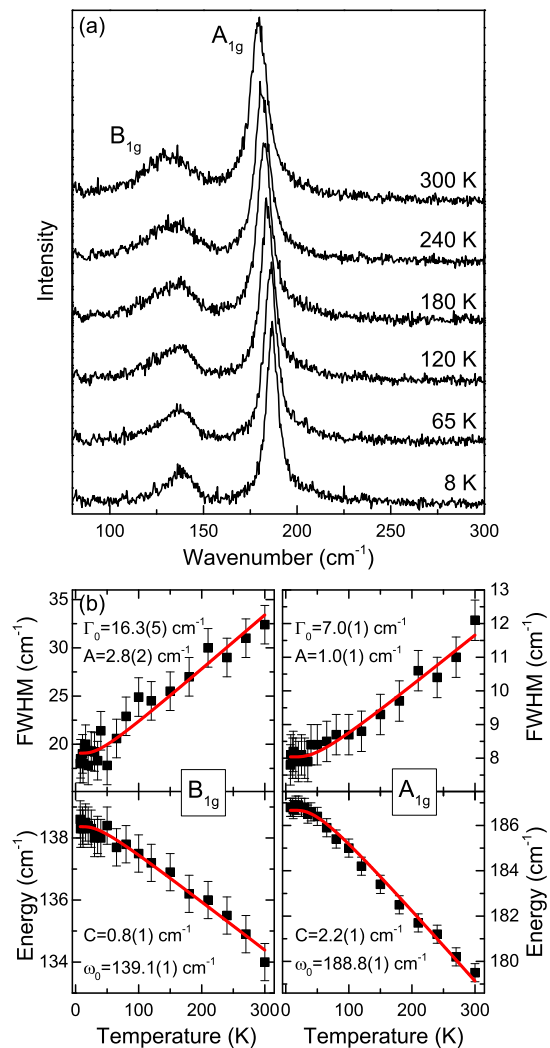 (a)
A1g
B1g
300 K
240 K
180 K
120 K
65 K
8 K
Intensity
100 150 200 250 300
Wavenumber (cm-1)
(b)
Γ0=16.3(5) cm-1
A=2.8(2) cm-1
35
30
25
20
FWHM (cm-1)
B1g
Γ0=7.0(1) cm-1
A=1.0(1) cm-1
13
12
11
10
9
8
FWHM (cm-1)
A1g
138
136
134
Energy (cm-1)
C=0.8(1) cm-1
ω0=139.1(1) cm-1
186
184
182
180
Energy (cm-1)
C=2.2(1) cm-1
ω0=188.8(1) cm-1
0 100 200 300
Temperature (K)
0 100 200 300
Temperature (K)